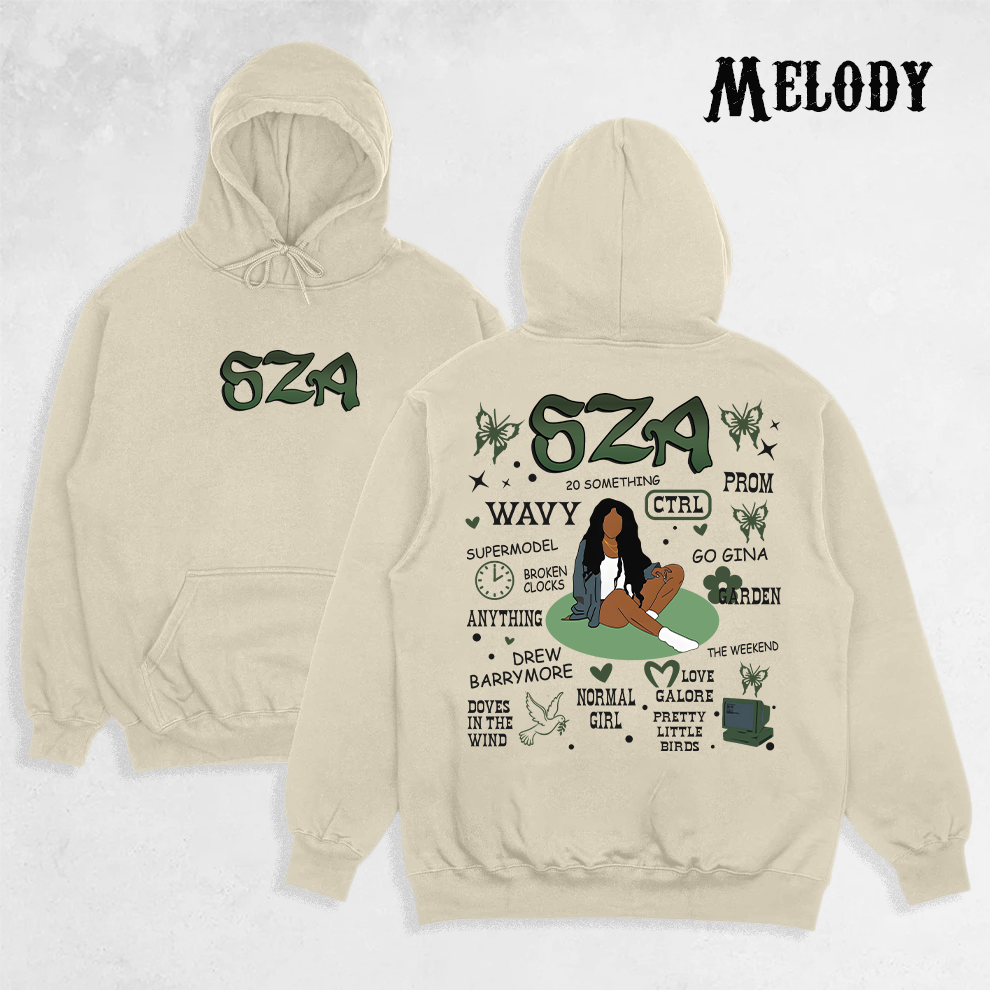 MELODY
SZA
SZA
20 SOMETHING
PROM
WAVY
CTRL
SUPERMODEL
GO GINA
BROKEN
CLOCKS
GARDEN
ANYTHING
THE WEEKEND
DREW
BARRYMORE
LOVE
GALORE
NORMAL
GIRL
DOVES
IN THE
WIND
PRETTY
LITTLE
BIRDS